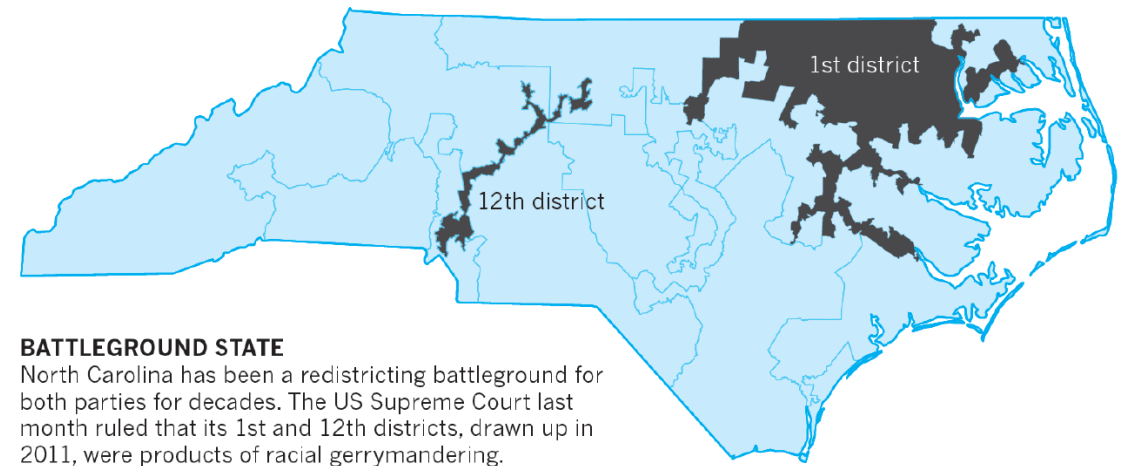 1st district
12th district
BATTLEGROUND STATE
North Carolina has been a redistricting battleground for
both parties for decades. The US Supreme Court last
month ruled that its 1st and 12th districts, drawn up in
2011, were products of racial gerrymandering.